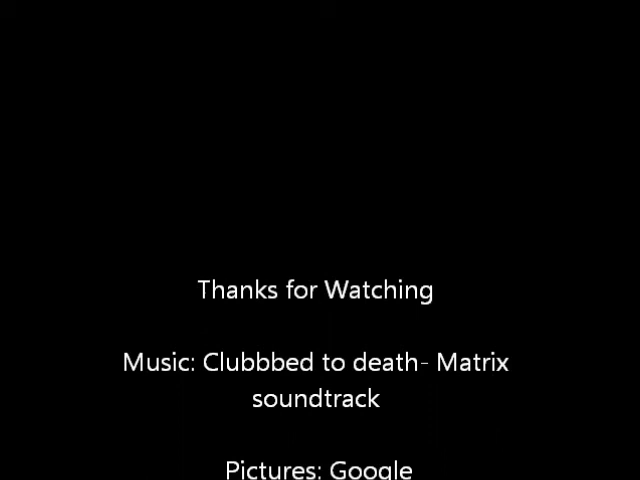 Thanks for Watching
Music: Clubbbed to death- Matrix
soundtrack
Pictures: Google